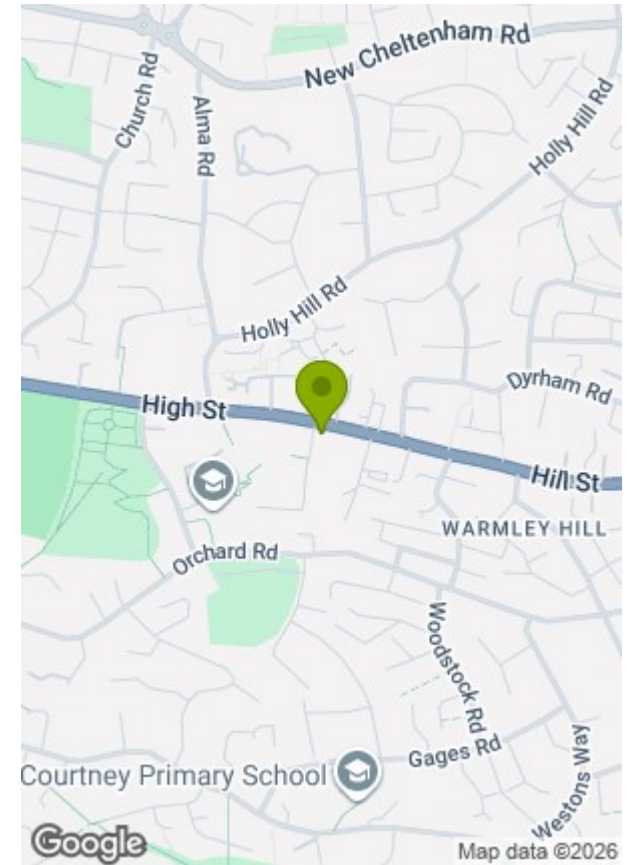 New Cheltenham Rd
Church Rd
Alma Rd
Holly Hill Rd
Holly Hill Rd
Dyrham Rd
High St
Hill St
WARMLEY HILL
Orchard Rd
Woodstock Rd
Gages Rd
Courtney Primary School
Westons Way
Google
Map data ©2026